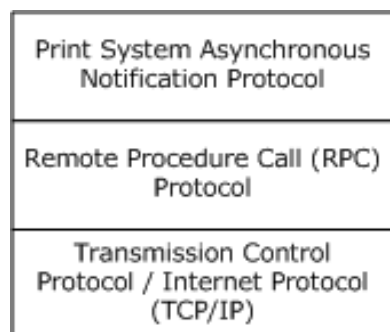 Print System Asynchronous
Notification Protocol
Remote Procedure Call (RPC)
Protocol
Transmission Control
Protocol / Internet Protocol
(TCP/IP)